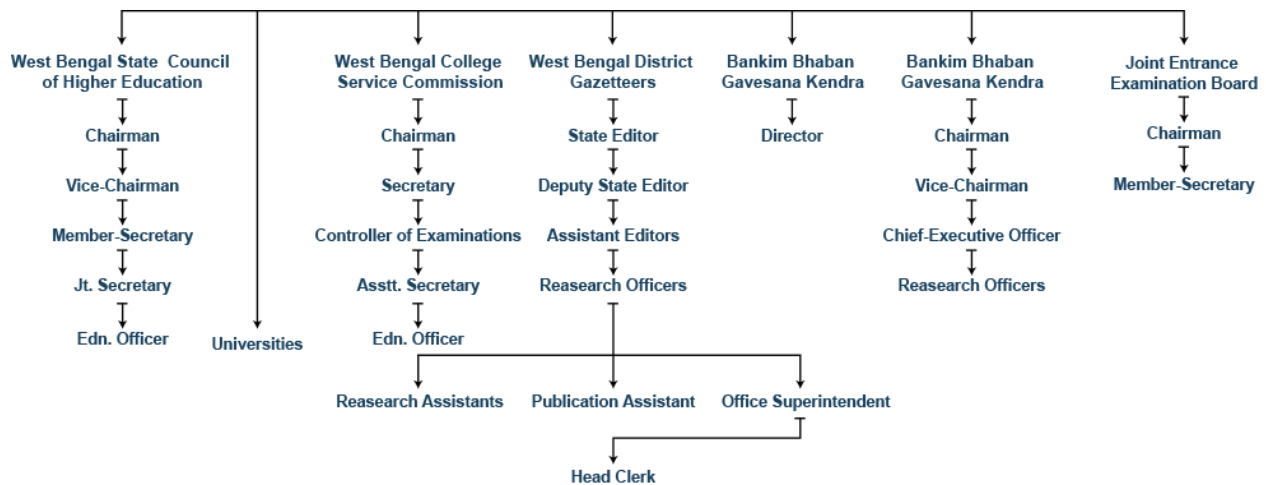 West Bengal State Council
of Higher Education
Chairman
Vice-Chairman
Member-Secretary
Jt. Secretary
Edn. Officer
Universities
West Bengal College
Service Commission
Chairman
Secretary
Controller of Examinations
Asstt. Secretary
Edn. Officer
West Bengal District
Gazetteers
State Editor
Deputy State Editor
Assistant Editors
Reasearch Officers
Reasearch Assistants
Publication Assistant
Office Superintendent
Head Clerk
Bankim Bhaban
Gavesana Kendra
Director
Bankim Bhaban
Gavesana Kendra
Chairman
Vice-Chairman
Chief-Executive Officer
Reasearch Officers
Joint Entrance
Examination Board
Chairman
Member-Secretary